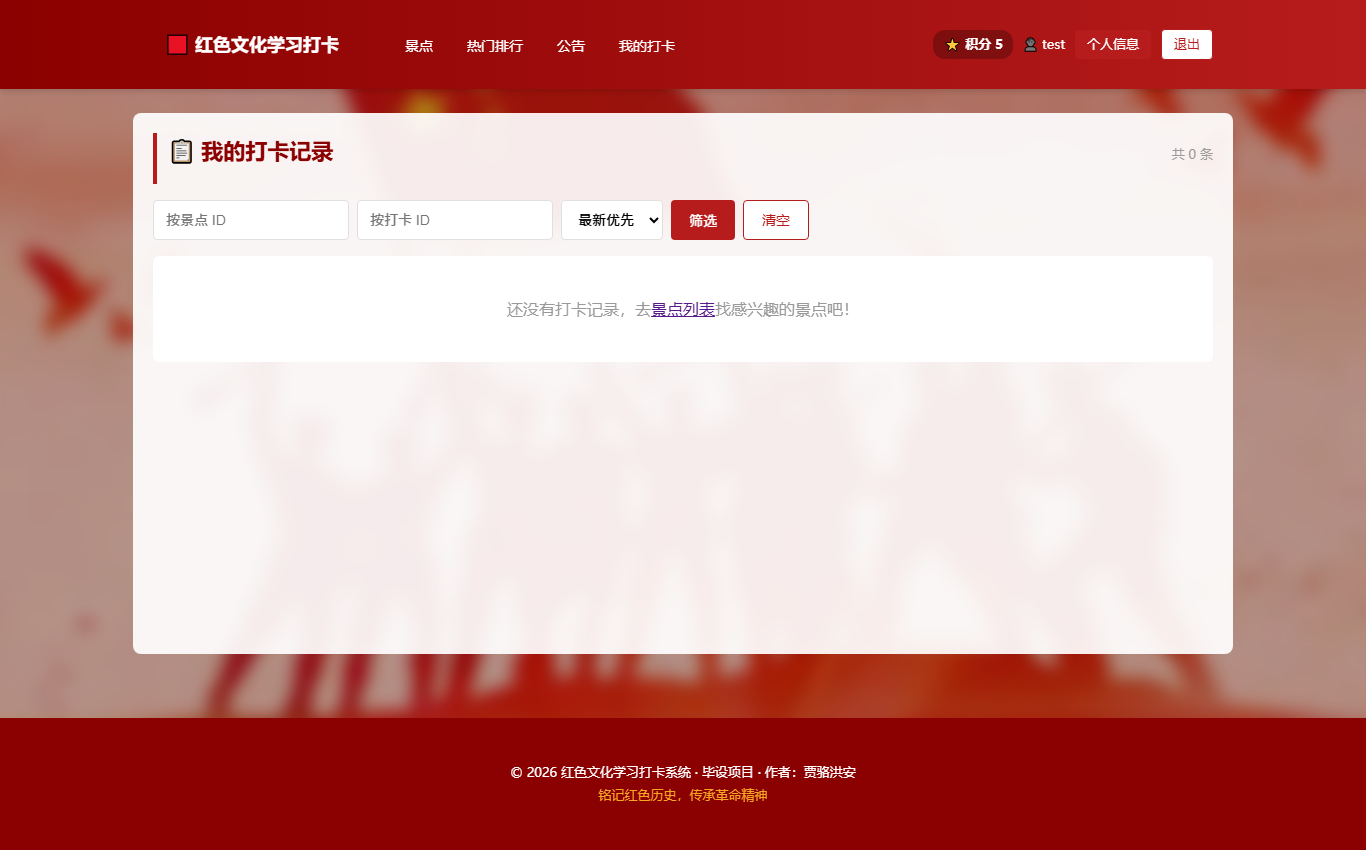 红色文化学习打卡
景点 热门排行 公告 我的打卡
积分 5 test 个人信息 退出
我的打卡记录
共 0 条
按景点 ID 按打卡 ID 最新优先 筛选 清空
还没有打卡记录，去景点列表找感兴趣的景点吧！
© 2026 红色文化学习打卡系统 · 毕设项目 · 作者：贾骆洪安
铭记红色历史，传承革命精神